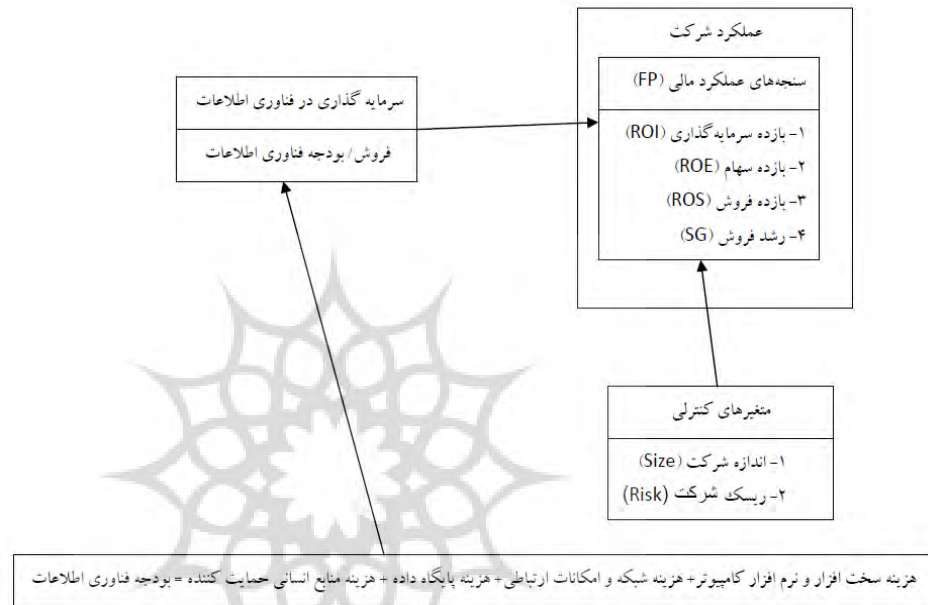 عملکرد شرکت
سنجه‌های عملکرد مالی (FP)
۱- بازده سرمایه‌گذاری (ROI)
۲- بازده سهام (ROE)
۳- بازده فروش (ROS)
۴- رشد فروش (SG)
سرمایه گذاری در فناوری اطلاعات
فروش/ بودجه فناوری اطلاعات
متغیرهای کنترلی
۱- اندازه شرکت (Size)
۲- ریسک شرکت (Risk)
هزینه سخت افزار و نرم افزار کامپیوتر+ هزینه شبکه و امکانات ارتباطی+ هزینه پایگاه داده + هزینه منابع انسانی حمایت کننده = بودجه فناوری اطلاعات